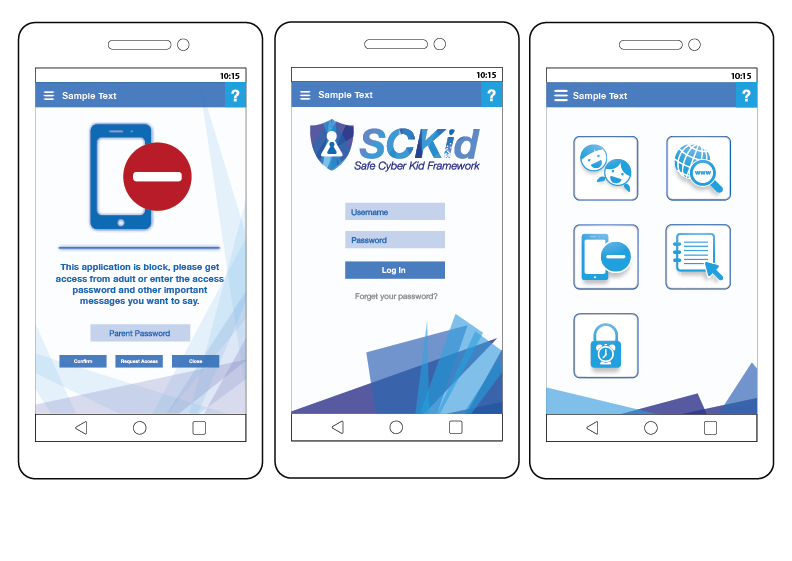 10:15
Sample Text
?
This application is block, please get
access from adult or enter the access
password and other important
messages you want to say.
Parent Password
Confirm
Request Access
Close
10:15
Sample Text
?
SCKid
Safe Cyber Kid Framework
Username
Password
Log In
Forget your password?
10:15
Sample Text
?
www